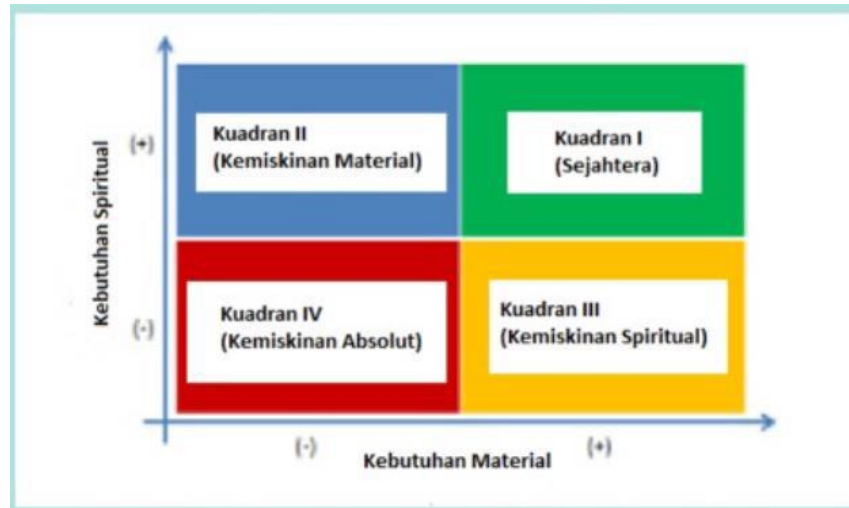 Kebutuhan Spiritual
(+)
(-)
Kuadran II
(Kemiskinan Material)
Kuadran I
(Sejahtera)
Kuadran IV
(Kemiskinan Absolut)
Kuadran III
(Kemiskinan Spiritual)
(-)
(+)
Kebutuhan Material